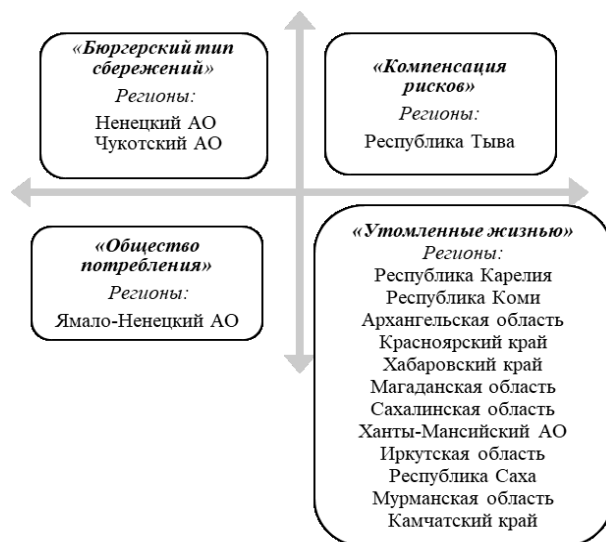 «Бюргерский тип
сбережений»
Регионы:
Ненецкий АО
Чукотский АО
«Компенсация
рисков»
Регионы:
Республика Тыва
«Общество
потребления»
Регионы:
Ямало-Ненецкий АО
«Утомленные жизнью»
Регионы:
Республика Карелия
Республика Коми
Архангельская область
Красноярский край
Хабаровский край
Магаданская область
Сахалинская область
Ханты-Мансийский АО
Иркутская область
Республика Саха
Мурманская область
Камчатский край